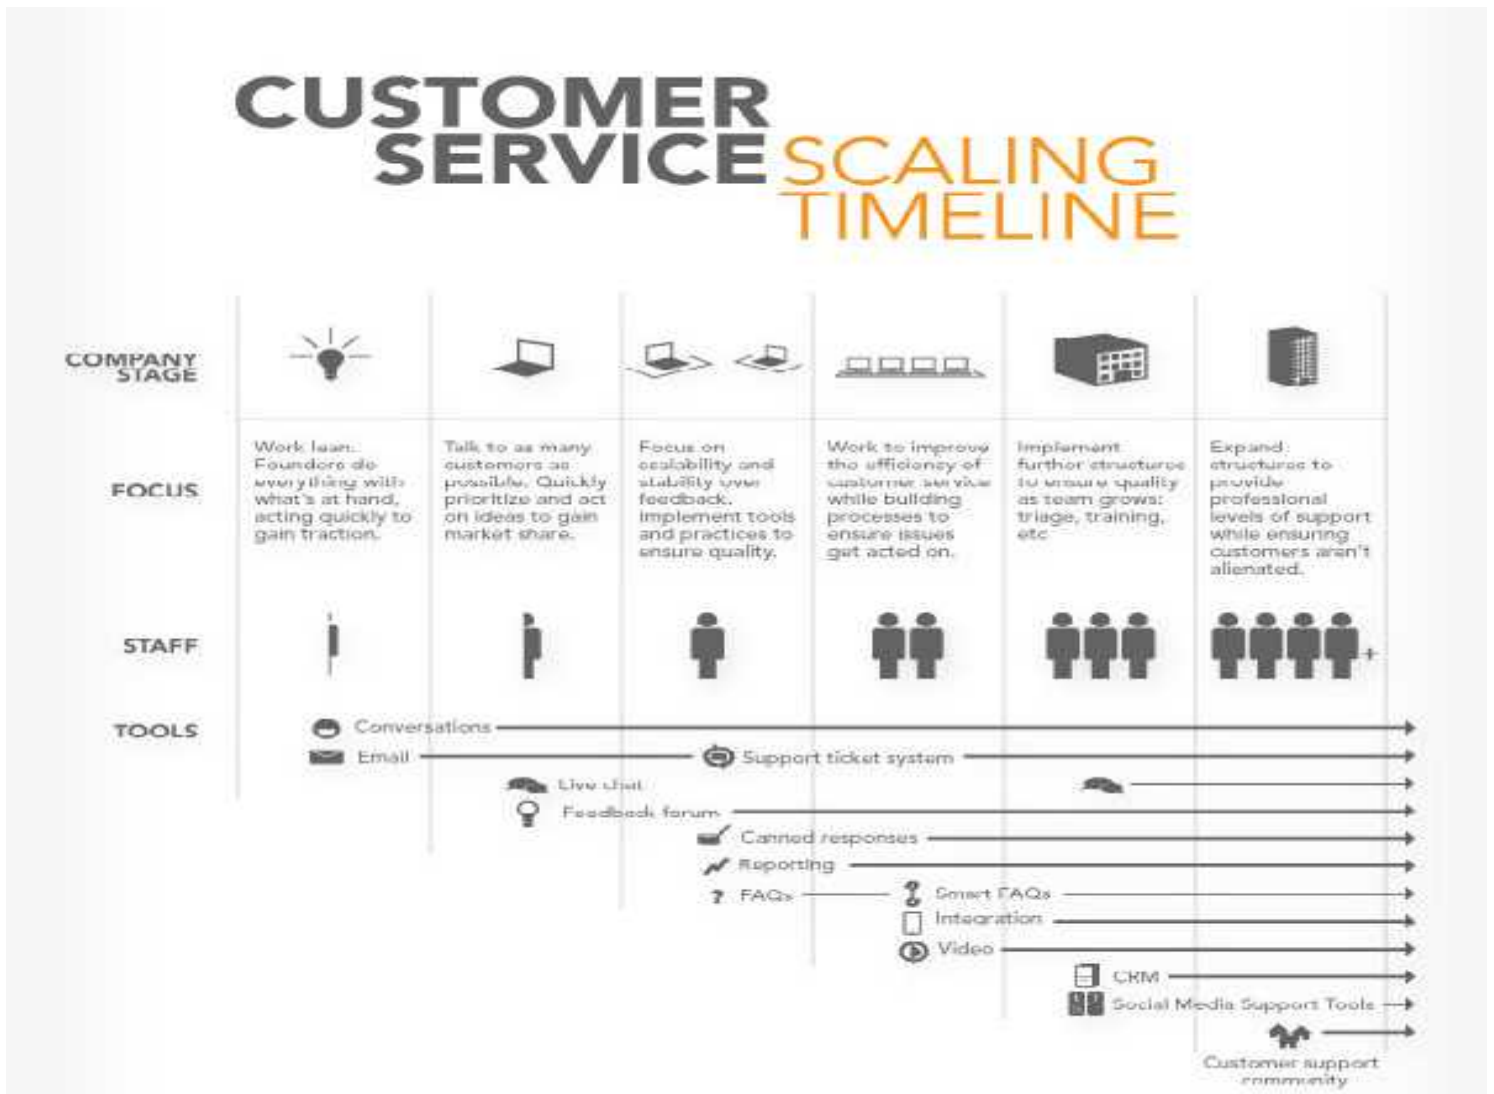 CUSTOMER
SERVICE SCALING
TIMELINE
COMPANY
STAGE
FOCUS
Work lean.
Founders do
everything with
what's at hand,
acting quickly to
gain traction.
Talk to as many
customers as
possible. Quickly
prioritize and act
on ideas to gain
market share.
Focus on
scalability and
stability over
feedback.
Implement tools
and practices to
ensure quality.
Work to improve
the efficiency of
customer service
while building
processes to
ensure issues
get acted on.
Implement
further structures
to ensure quality
as team grows:
triage, training,
etc
Expand
structures to
provide
professional
levels of support
while ensuring
customers aren't
alienated.
STAFF
+
TOOLS
Conversations
Email
Support ticket system
Live chat
Feedback forum
Canned responses
Reporting
? FAQs
Smart FAQs
Integration
Video
CRM
Social Media Support Tools
Customer support
community